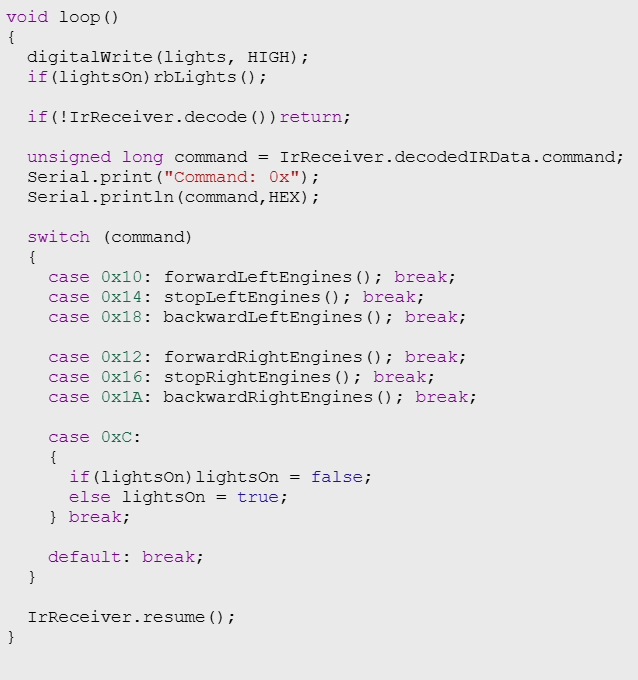 void loop()
{
  digitalWrite(lights, HIGH);
  if(lightsOn)rbLights();

  if(!IrReceiver.decode())return;

  unsigned long command = IrReceiver.decodedIRData.command;
  Serial.print("Command: 0x");
  Serial.println(command,HEX);

  switch (command)
  {
    case 0x10: forwardLeftEngines(); break;
    case 0x14: stopLeftEngines(); break;
    case 0x18: backwardLeftEngines(); break;

    case 0x12: forwardRightEngines(); break;
    case 0x16: stopRightEngines(); break;
    case 0x1A: backwardRightEngines(); break;

    case 0xC:
    {
      if(lightsOn)lightsOn = false;
      else lightsOn = true;
    } break;

    default: break;
  }

  IrReceiver.resume();
}